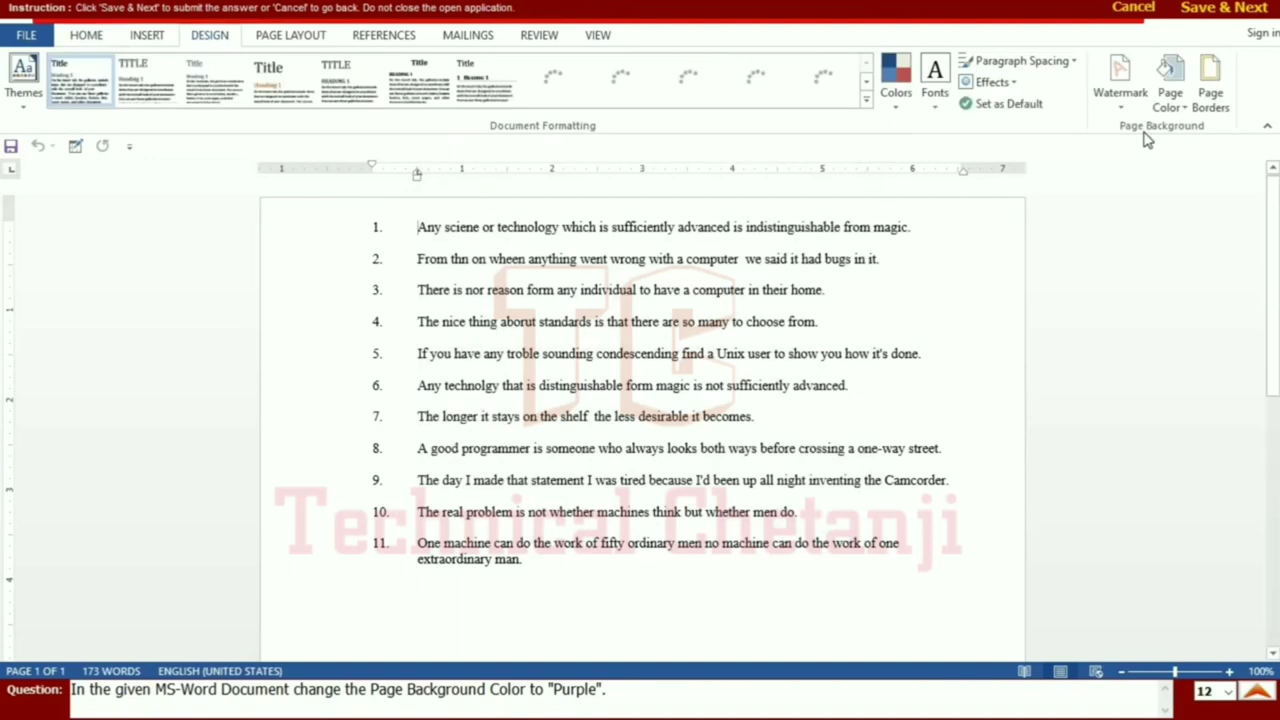 Instruction : Click 'Save & Next' to submit the answer or 'Cancel' to go back. Do not close the open application.
Cancel Save & Next
FILE HOME INSERT DESIGN PAGE LAYOUT REFERENCES MAILINGS REVIEW VIEW Sign in
Themes
Title TITLE Title Title TITLE Title Title
Colors Fonts
Paragraph Spacing
Effects
Set as Default
Watermark Page Color Page Borders
Document Formatting Page Background
1 1 2 3 4 5 6 7
1. Any sciene or technology which is sufficiently advanced is indistinguishable from magic.
2. From thn on wheen anything went wrong with a computer we said it had bugs in it.
3. There is nor reason form any individual to have a computer in their home.
4. The nice thing aborut standards is that there are so many to choose from.
5. If you have any troble sounding condescending find a Unix user to show you how it's done.
6. Any technolgy that is distinguishable form magic is not sufficiently advanced.
7. The longer it stays on the shelf the less desirable it becomes.
8. A good programmer is someone who always looks both ways before crossing a one-way street.
9. The day I made that statement I was tired because I'd been up all night inventing the Camcorder.
10. The real problem is not whether machines think but whether men do.
11. One machine can do the work of fifty ordinary men no machine can do the work of one
extraordinary man.
TC
Technical Chetanji
PAGE 1 OF 1 173 WORDS ENGLISH (UNITED STATES) 100%
Question: In the given MS-Word Document change the Page Background Color to "Purple". 12